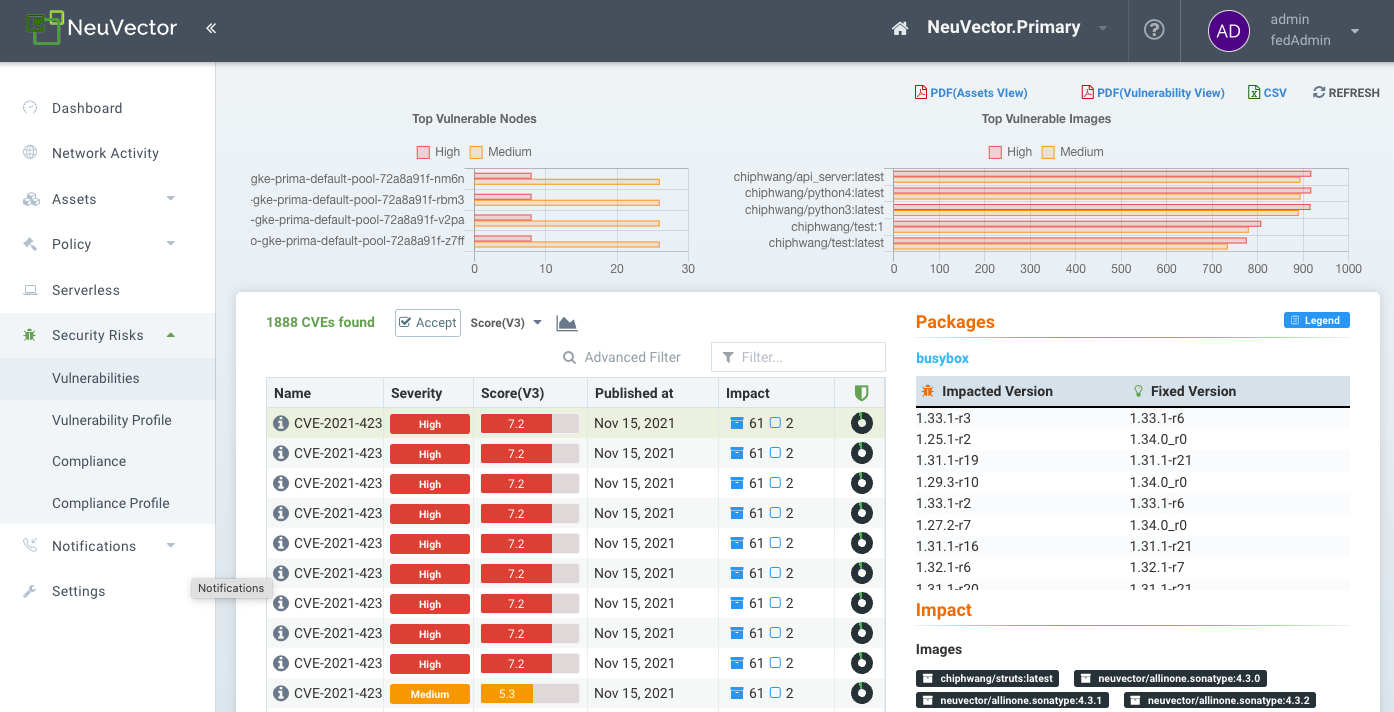 NeuVector
«
NeuVector.Primary
?
AD
admin
fedAdmin
Dashboard
Network Activity
Assets
Policy
Serverless
Security Risks
Vulnerabilities
Vulnerability Profile
Compliance
Compliance Profile
Notifications
Settings
Notifications
PDF(Assets VIew)
PDF(Vulnerability View)
CSV
REFRESH
Top Vulnerable Nodes
High Medium
gke-prima-default-pool-72a8a91f-nm6n
-gke-prima-default-pool-72a8a91f-rbm3
-gke-prima-default-pool-72a8a91f-v2pa
o-gke-prima-default-pool-72a8a91f-z7ff
0 10 20 30
Top Vulnerable Images
High Medium
chiphwang/api_server:latest
chiphwang/python4:latest
chiphwang/python3:latest
chiphwang/test:1
chiphwang/test:latest
0 100 200 300 400 500 600 700 800 900 1000
1888 CVEs found
Accept
Score(V3)
Advanced Filter
Filter...
Name Severity Score(V3) Published at Impact
CVE-2021-423 High 7.2 Nov 15, 2021 61 2
CVE-2021-423 High 7.2 Nov 15, 2021 61 2
CVE-2021-423 High 7.2 Nov 15, 2021 61 2
CVE-2021-423 High 7.2 Nov 15, 2021 61 2
CVE-2021-423 High 7.2 Nov 15, 2021 61 2
CVE-2021-423 High 7.2 Nov 15, 2021 61 2
CVE-2021-423 High 7.2 Nov 15, 2021 61 2
CVE-2021-423 High 7.2 Nov 15, 2021 61 2
CVE-2021-423 High 7.2 Nov 15, 2021 61 2
CVE-2021-423 Medium 5.3 Nov 15, 2021 61 2
Packages
Legend
busybox
Impacted Version Fixed Version
1.33.1-r3 1.33.1-r6
1.25.1-r2 1.34.0_r0
1.31.1-r19 1.31.1-r21
1.29.3-r10 1.34.0_r0
1.33.1-r2 1.33.1-r6
1.27.2-r7 1.34.0_r0
1.31.1-r16 1.31.1-r21
1.32.1-r6 1.32.1-r7
1.31.1-r20 1.31.1-r21
Impact
Images
chiphwang/struts:latest
neuvector/allinone.sonatype:4.3.0
neuvector/allinone.sonatype:4.3.1
neuvector/allinone.sonatype:4.3.2